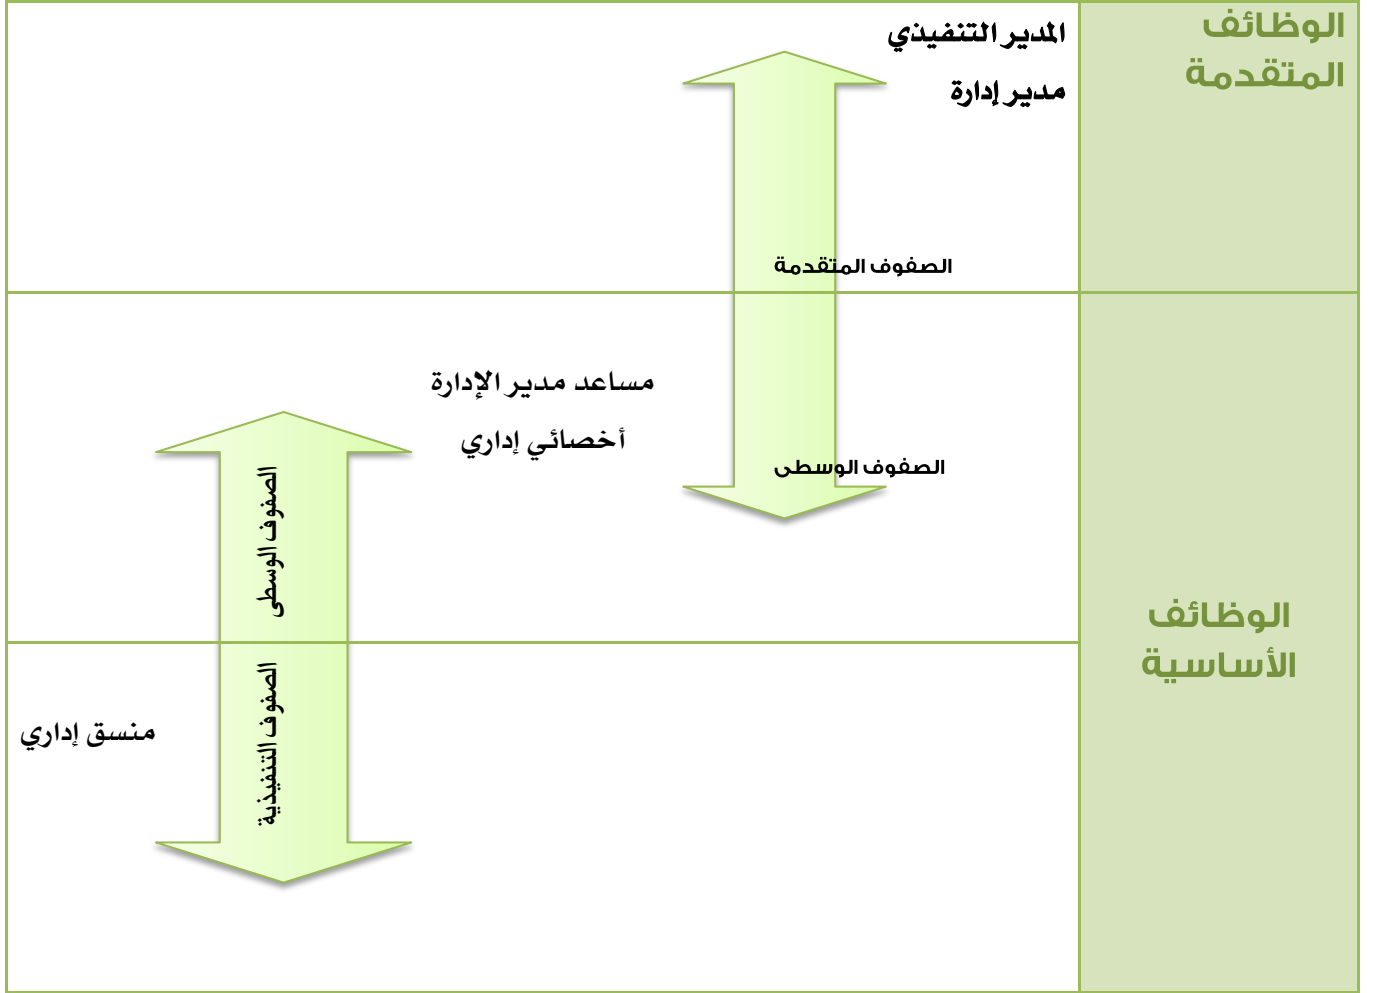 الوظائف
المتقدمة
المدير التنفيذي
مدير إدارة
الصفوف المتقدمة
الوظائف
الأساسية
مساعد مدير الإدارة
أخصائي إداري
الصفوف الوسطى
الصفوف الوسطى
الصفوف التنفيذية
منسق إداري